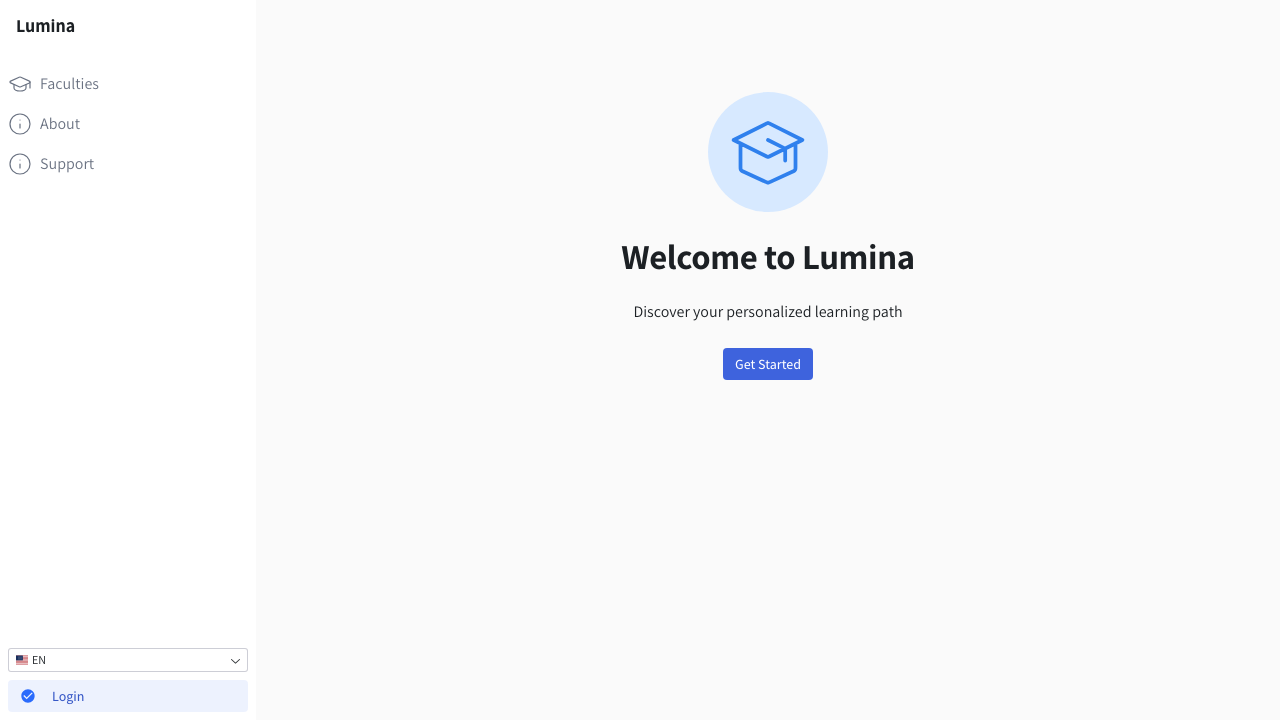 Lumina
Faculties
About
Support
Welcome to Lumina
Discover your personalized learning path
Get Started
EN
Login